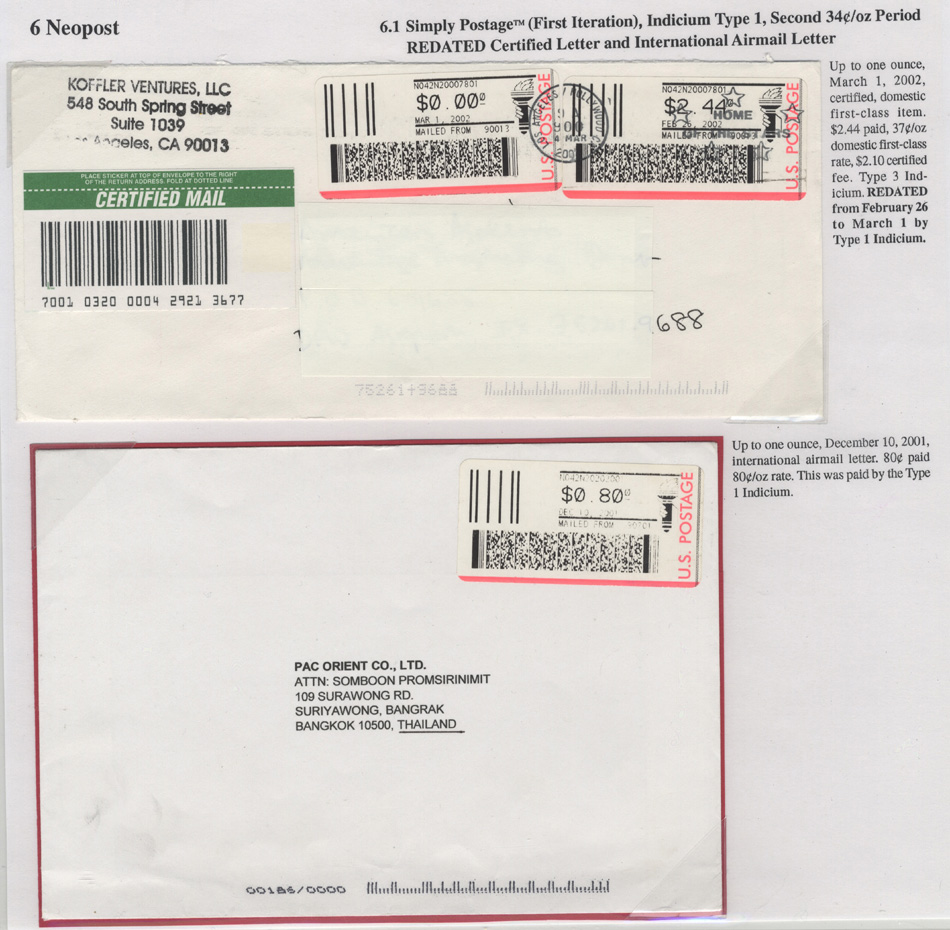 6 Neopost
6.1 Simply Postage™ (First Iteration), Indicium Type 1, Second 34¢/oz Period
REDATED Certified Letter and International Airmail Letter
KOFFLER VENTURES, LLC
548 South Spring Street
Suite 1039
Angeles, CA 90013
PLACE STICKER AT TOP OF ENVELOPE TO THE RIGHT
OF THE RETURN ADDRESS. FOLD AT DOTTED LINE
CERTIFIED MAIL
7001 0320 0004 2921 3677
N042N20007801
$0.00⁰
MAR 1, 2002
MAILED FROM 90013
U.S. POSTAGE
N042N20007801
$2.44⁰
FEB 26, 2002
MAILED FROM 90013
U.S. POSTAGE
HOME
OF THE STARS
688
75261+9688
Up to one ounce,
March 1, 2002,
certified, domestic
first-class item.
$2.44 paid, 37¢/oz
domestic first-class
rate, $2.10 certified
fee. Type 3 Ind-
icium. REDATED
from February 26
to March 1 by
Type 1 Indicium.
$0.80⁰
DEC 10, 2001
MAILED FROM
U.S. POSTAGE
PAC ORIENT CO., LTD.
ATTN: SOMBOON PROMSIRINIMIT
109 SURAWONG RD.
SURIYAWONG, BANGRAK
BANGKOK 10500, THAILAND
00186/0000
Up to one ounce, December 10, 2001,
international airmail letter. 80¢ paid
80¢/oz rate. This was paid by the Type
1 Indicium.